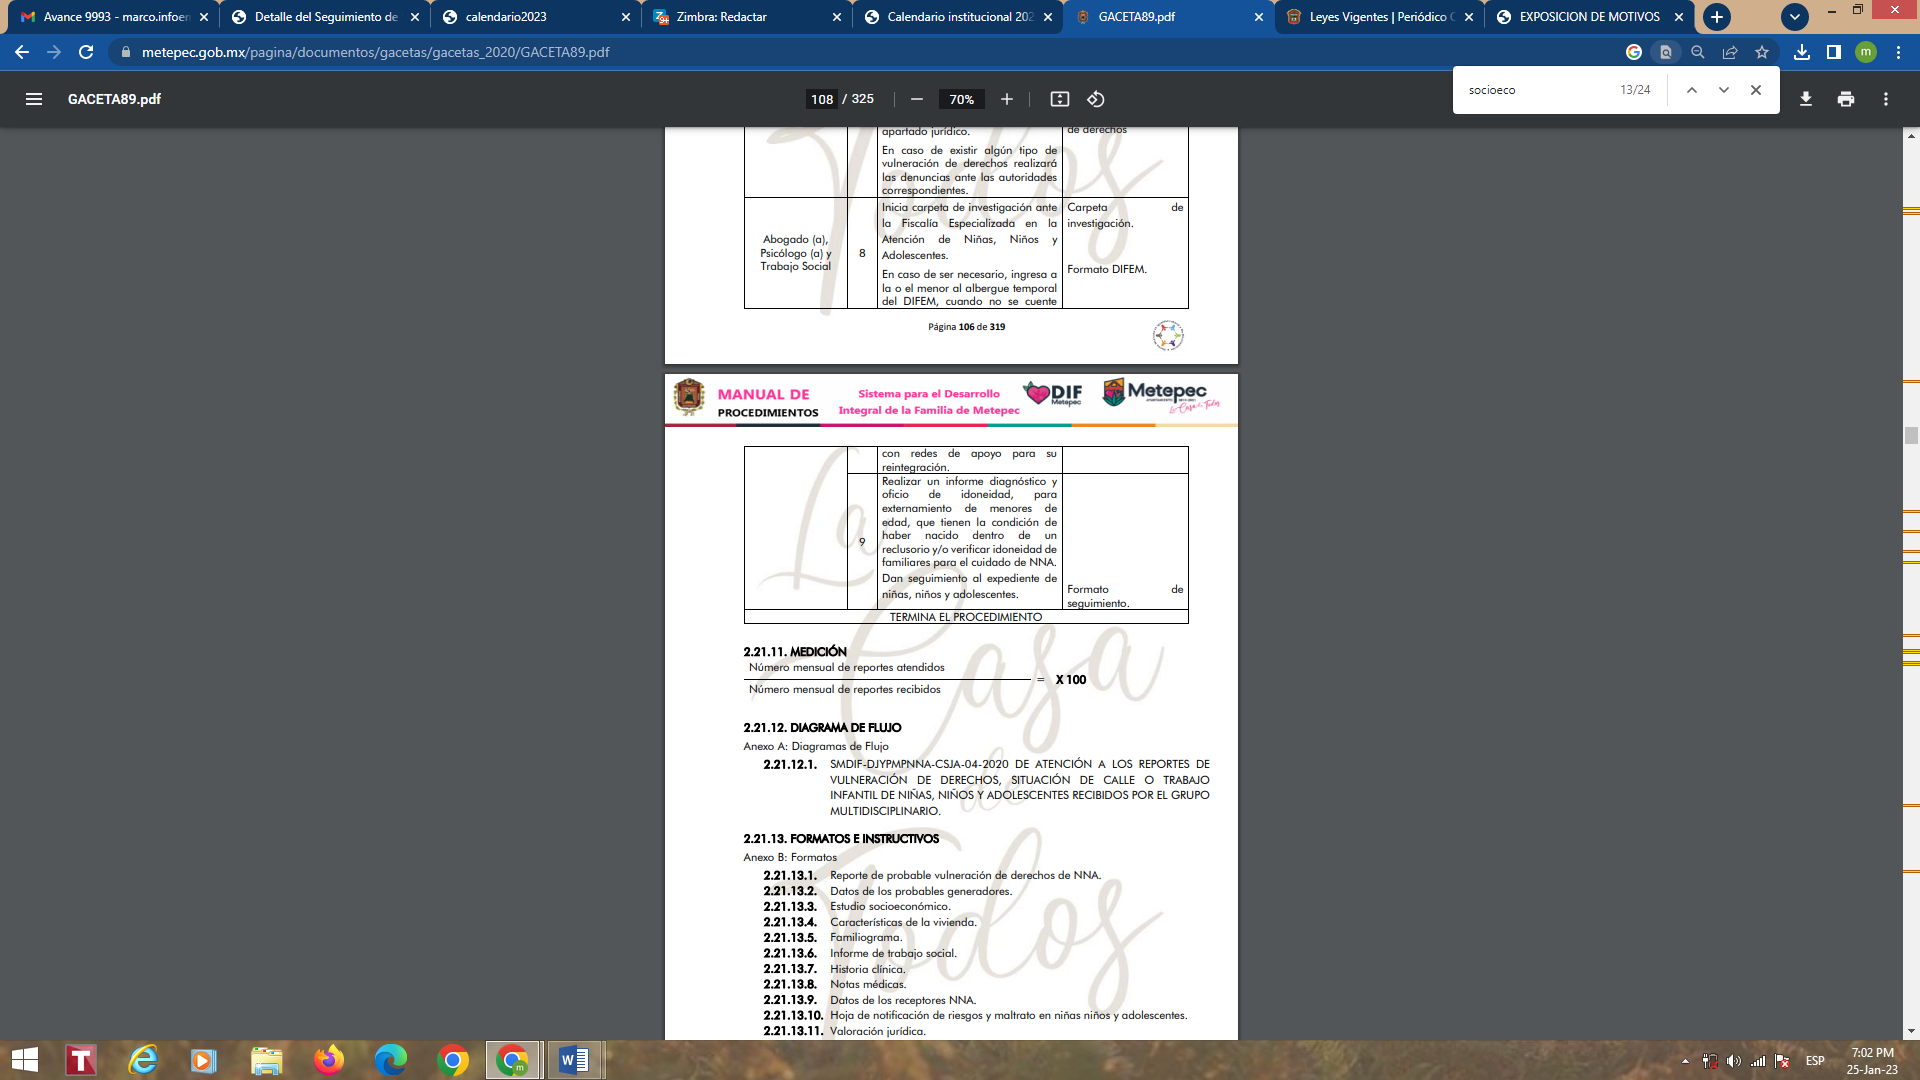 Avance 9993 - marco.infoem
Detalle del Seguimiento de
calendario2023
Zimbra: Redactar
Calendario institucional 202
GACETA89.pdf
Leyes Vigentes | Periódico O
EXPOSICION DE MOTIVOS
metepec.gob.mx/pagina/documentos/gacetas/gacetas_2020/GACETA89.pdf
m
GACETA89.pdf
108 / 325
70%
socioeco
13/24
apartado jurídico.
de derechos
En caso de existir algún tipo de
vulneración de derechos realizará
las denuncias ante las autoridades
correspondientes.
Abogado (a),
Psicólogo (a) y
Trabajo Social
8
Inicia carpeta de investigación ante
la Fiscalía Especializada en la
Atención de Niñas, Niños y
Adolescentes.
En caso de ser necesario, ingresa a
la o el menor al albergue temporal
del DIFEM, cuando no se cuente
Carpeta de
investigación.
Formato DIFEM.
Página 106 de 319
MANUAL DE
PROCEDIMIENTOS
Sistema para el Desarrollo
Integral de la Familia de Metepec
DIF
Metepec
Metepec
La Casa de Todos
con redes de apoyo para su
reintegración.
9
Realizar un informe diagnóstico y
oficio de idoneidad, para
externamiento de menores de
edad, que tienen la condición de
haber nacido dentro de un
reclusorio y/o verificar idoneidad de
familiares para el cuidado de NNA.
Dan seguimiento al expediente de
niñas, niños y adolescentes.
Formato de
seguimiento.
TERMINA EL PROCEDIMIENTO
2.21.11. MEDICIÓN
Número mensual de reportes atendidos
= X 100
Número mensual de reportes recibidos
2.21.12. DIAGRAMA DE FLUJO
Anexo A: Diagramas de Flujo
2.21.12.1. SMDIF-DJYPMPNNA-CSJA-04-2020 DE ATENCIÓN A LOS REPORTES DE
VULNERACIÓN DE DERECHOS, SITUACIÓN DE CALLE O TRABAJO
INFANTIL DE NIÑAS, NIÑOS Y ADOLESCENTES RECIBIDOS POR EL GRUPO
MULTIDISCIPLINARIO.
2.21.13. FORMATOS E INSTRUCTIVOS
Anexo B: Formatos
2.21.13.1. Reporte de probable vulneración de derechos de NNA.
2.21.13.2. Datos de los probables generadores.
2.21.13.3. Estudio socioeconómico.
2.21.13.4. Características de la vivienda.
2.21.13.5. Familiograma.
2.21.13.6. Informe de trabajo social.
2.21.13.7. Historia clínica.
2.21.13.8. Notas médicas.
2.21.13.9. Datos de los receptores NNA.
2.21.13.10. Hoja de notificación de riesgos y maltrato en niñas niños y adolescentes.
2.21.13.11. Valoración jurídica.
La Casa de Todos
Todos
ESP
7:02 PM
25-Jan-23